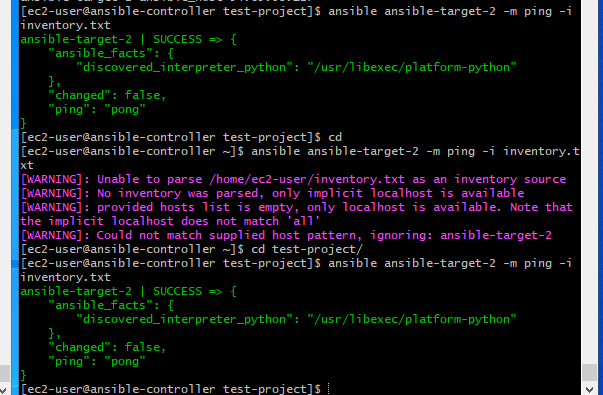 [ec2-user@ansible-controller test-project]$ ansible ansible-target-2 -m ping -i
inventory.txt
ansible-target-2 | SUCCESS => {
    "ansible_facts": {
        "discovered_interpreter_python": "/usr/libexec/platform-python"
    },
    "changed": false,
    "ping": "pong"
}
[ec2-user@ansible-controller test-project]$ cd
[ec2-user@ansible-controller ~]$ ansible ansible-target-2 -m ping -i inventory.t
xt
[WARNING]: Unable to parse /home/ec2-user/inventory.txt as an inventory source
[WARNING]: No inventory was parsed, only implicit localhost is available
[WARNING]: provided hosts list is empty, only localhost is available. Note that
the implicit localhost does not match 'all'
[WARNING]: Could not match supplied host pattern, ignoring: ansible-target-2
[ec2-user@ansible-controller ~]$ cd test-project/
[ec2-user@ansible-controller test-project]$ ansible ansible-target-2 -m ping -i
inventory.txt
ansible-target-2 | SUCCESS => {
    "ansible_facts": {
        "discovered_interpreter_python": "/usr/libexec/platform-python"
    },
    "changed": false,
    "ping": "pong"
}
[ec2-user@ansible-controller test-project]$